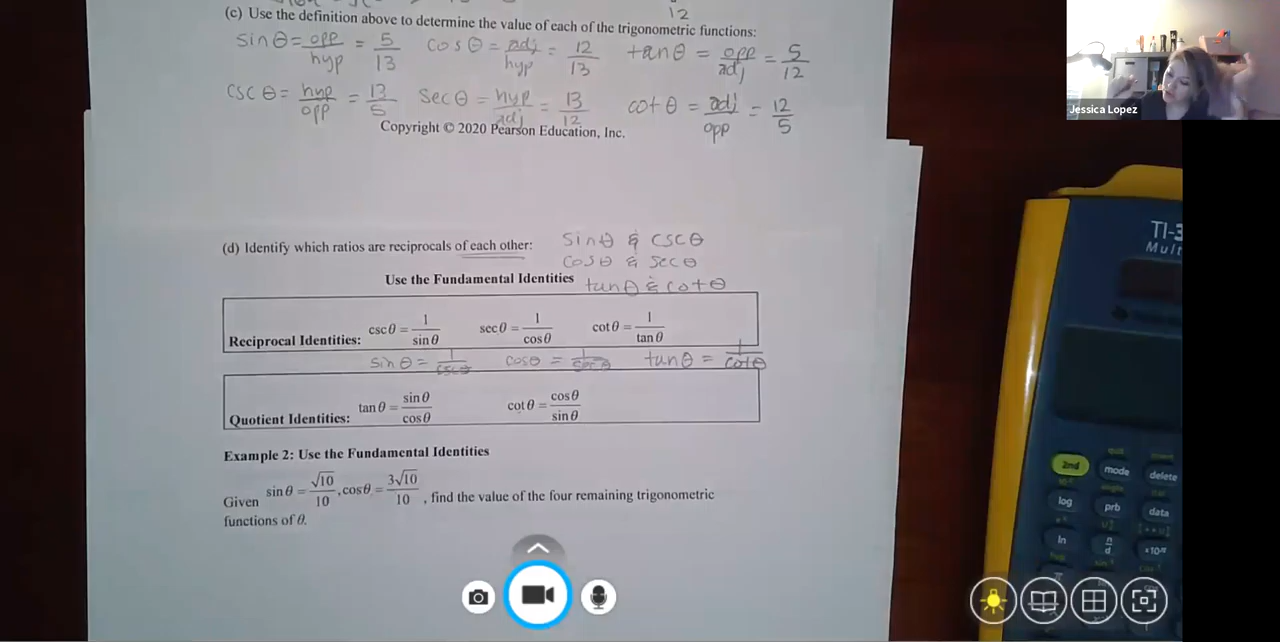 12
(c) Use the definition above to determine the value of each of the trigonometric functions:
sin θ = opp/hyp = 5/13 cos θ = adj/hyp = 12/13 tan θ = opp/adj = 5/12
csc θ = hyp/opp = 13/5 sec θ = hyp/adj = 13/12 cot θ = adj/opp = 12/5
Copyright © 2020 Pearson Education, Inc.
(d) Identify which ratios are reciprocals of each other: sin θ & csc θ
cos θ & sec θ
Use the Fundamental Identities tan θ & cot θ
Reciprocal Identities: csc θ = 1/sin θ sec θ = 1/cos θ cot θ = 1/tan θ
sin θ = 1/csc θ cos θ = 1/sec θ tan θ = 1/cot θ
Quotient Identities: tan θ = sin θ/cos θ cot θ = cos θ/sin θ
Example 2: Use the Fundamental Identities
Given sin θ = √10/10, cos θ = 3√10/10, find the value of the four remaining trigonometric
functions of θ.
Jessica Lopez
TI-3
Mult
2nd mode delete
log prb data
ln n/d x10ⁿ